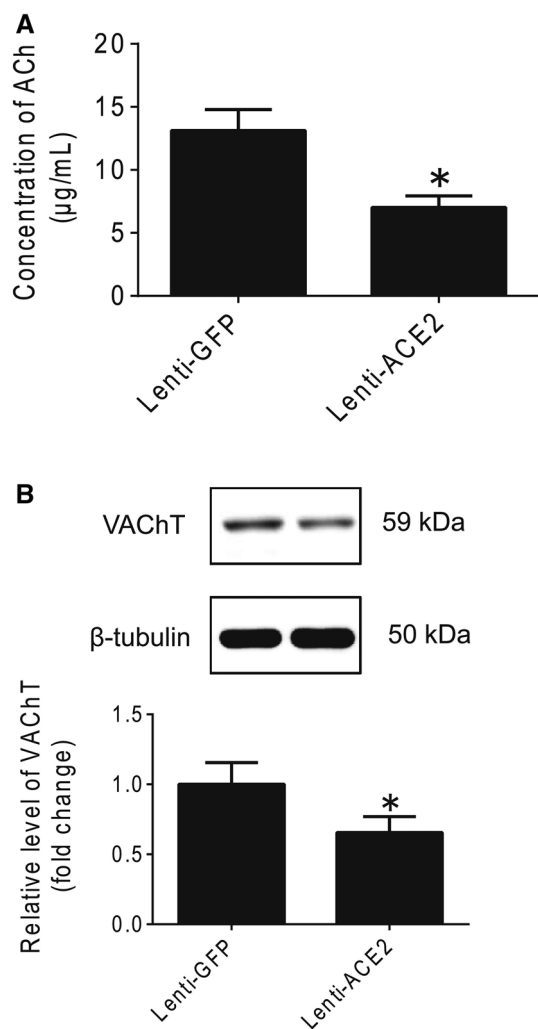 A
Concentration of ACh
(µg/mL)
20
15
10
5
0
*
Lenti-GFP
Lenti-ACE2
B
VAChT
59 kDa
β-tubulin
50 kDa
Relative level of VAChT
(fold change)
1.5
1.0
0.5
0.0
*
Lenti-GFP
Lenti-ACE2